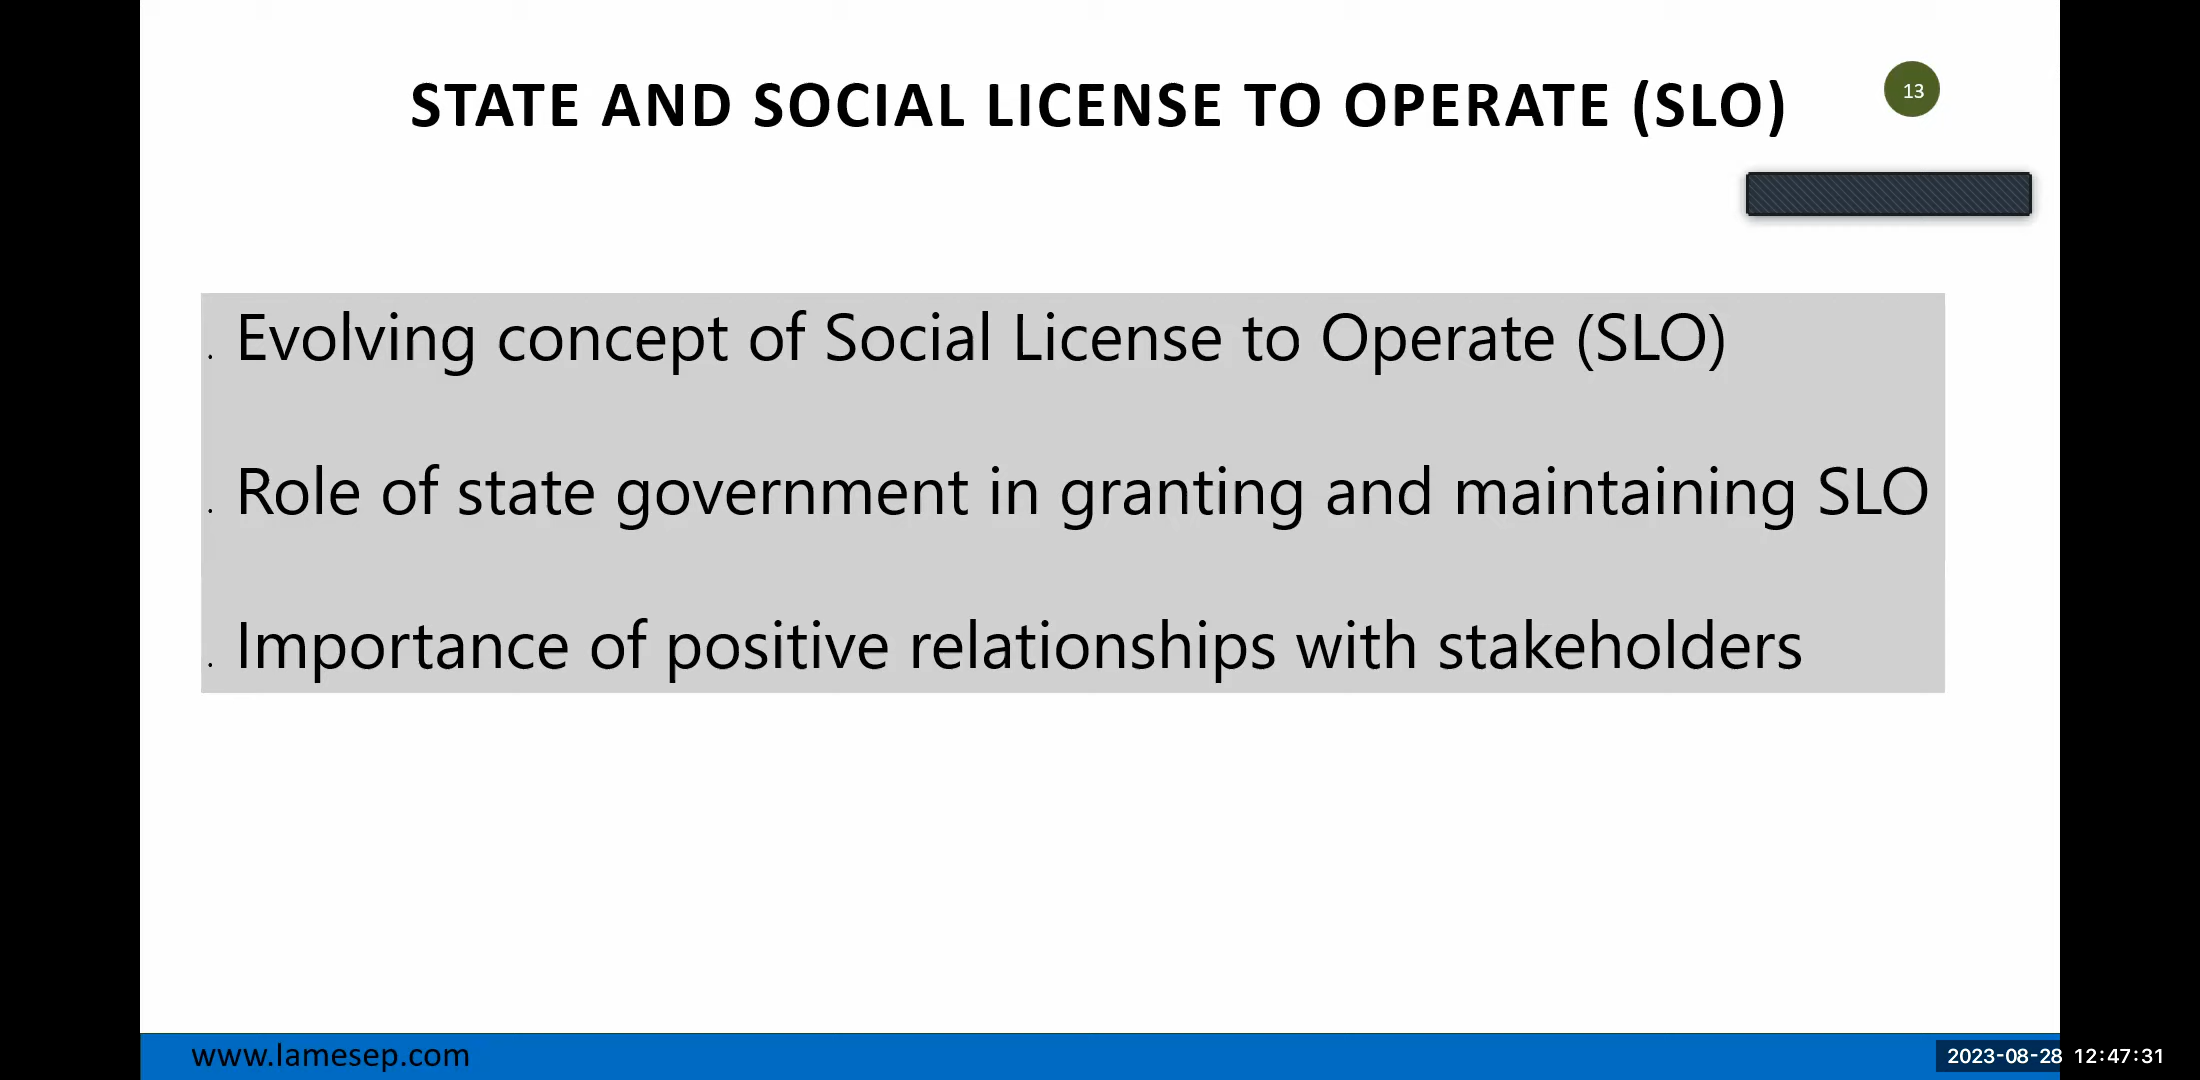 STATE AND SOCIAL LICENSE TO OPERATE (SLO)
13
. Evolving concept of Social License to Operate (SLO)
. Role of state government in granting and maintaining SLO
. Importance of positive relationships with stakeholders
www.lamesep.com
2023-08-28 12:47:31